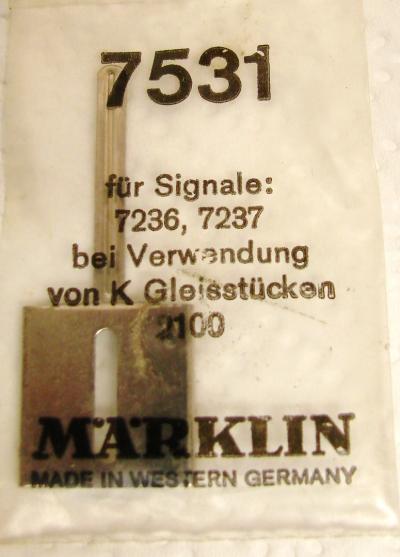 7531
für Signale:
7236, 7237
bei Verwendung
von K Gleisstücken
2100
MÄRKLIN
MADE IN WESTERN GERMANY